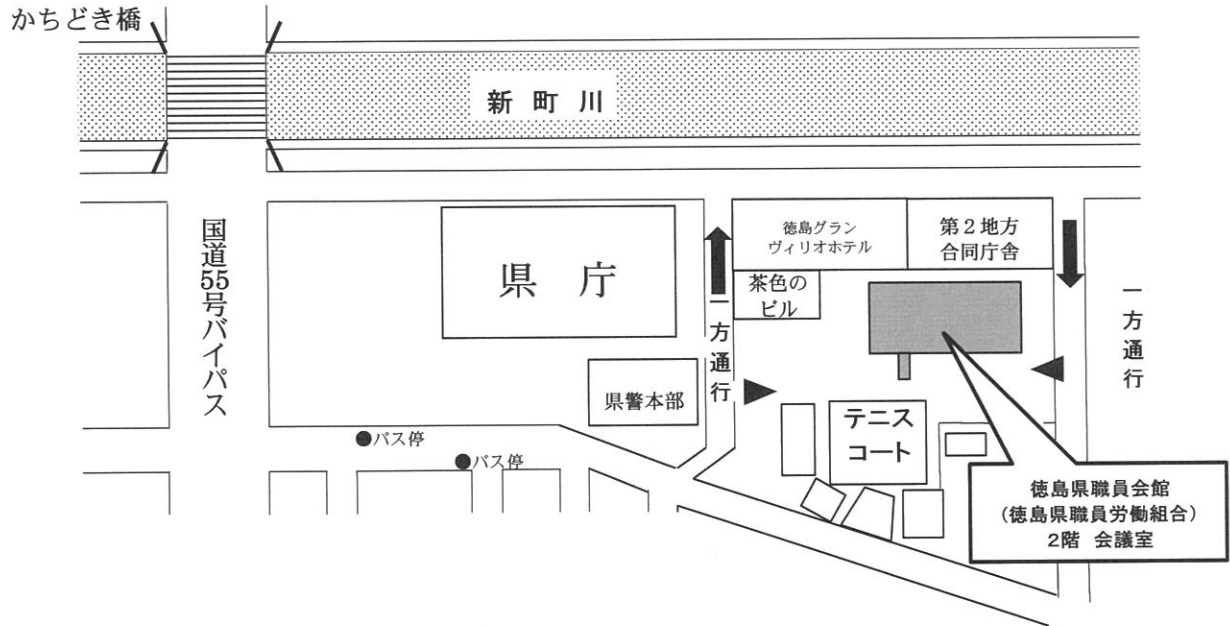 かちどき橋
新町川
国道55号バイパス
県庁
県警本部
●バス停
●バス停
一方通行
徳島グラン
ヴィリオホテル
第2地方
合同庁舎
茶色の
ビル
一方通行
テニス
コート
徳島県職員会館
(徳島県職員労働組合)
2階 会議室